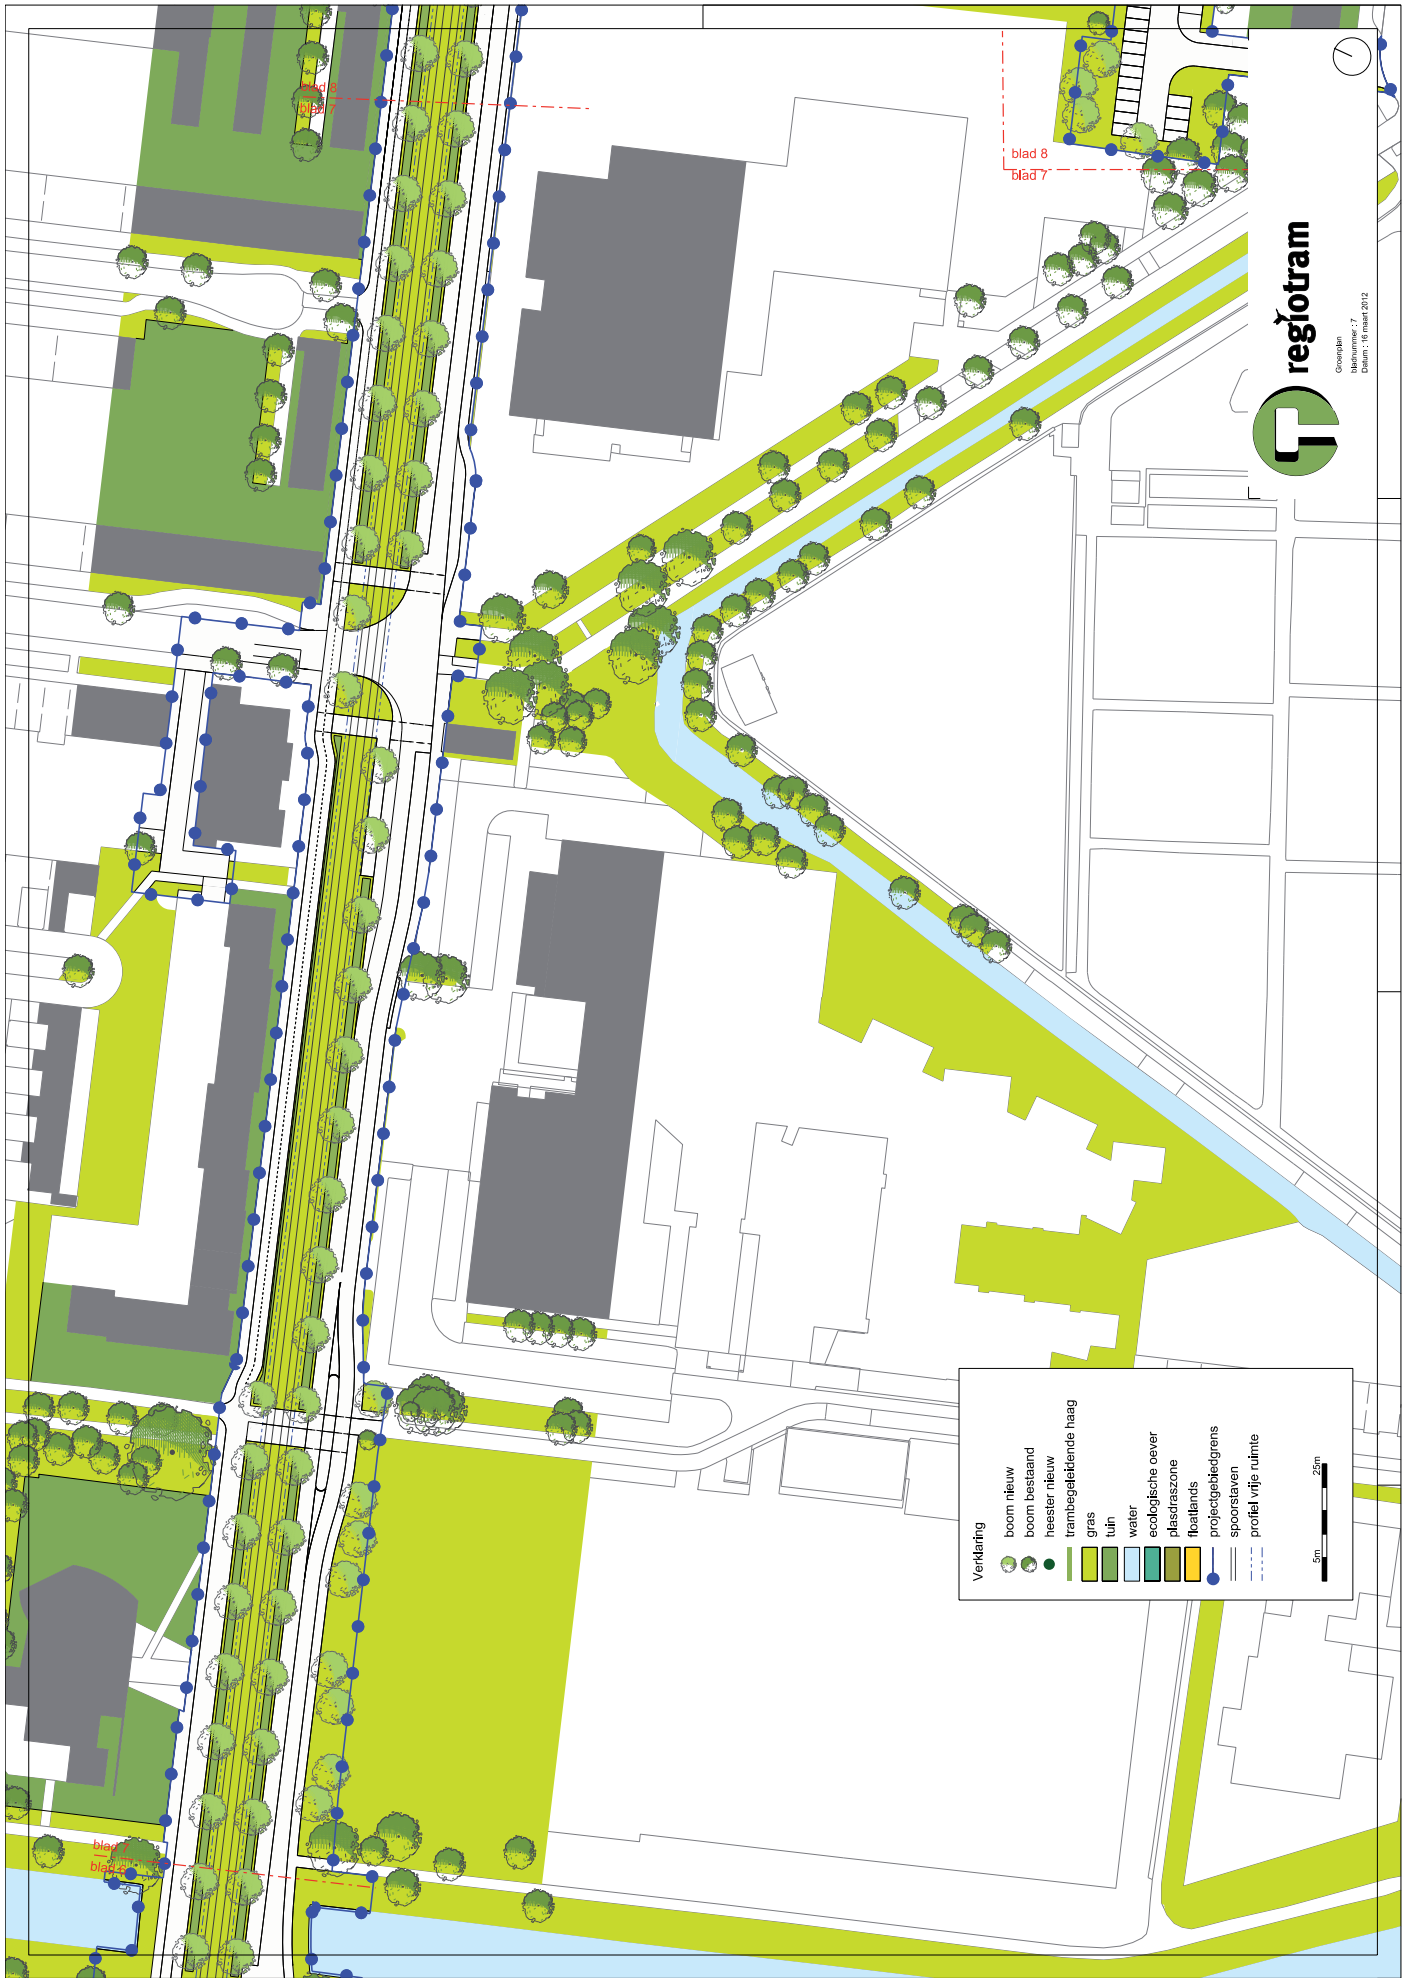 blad 8
blad 7
blad 8
blad 7
regiotram
Groenplan
bladnummer : 7
Datum : 16 maart 2012
Verklaring
boom nieuw
boom bestaand
heester nieuw
trambegeleidende haag
gras
tuin
water
ecologische oever
plasdraszone
floatlands
projectgebiedgrens
spoorstaven
profiel vrije ruimte
5m
25m
blad 7
blad 6